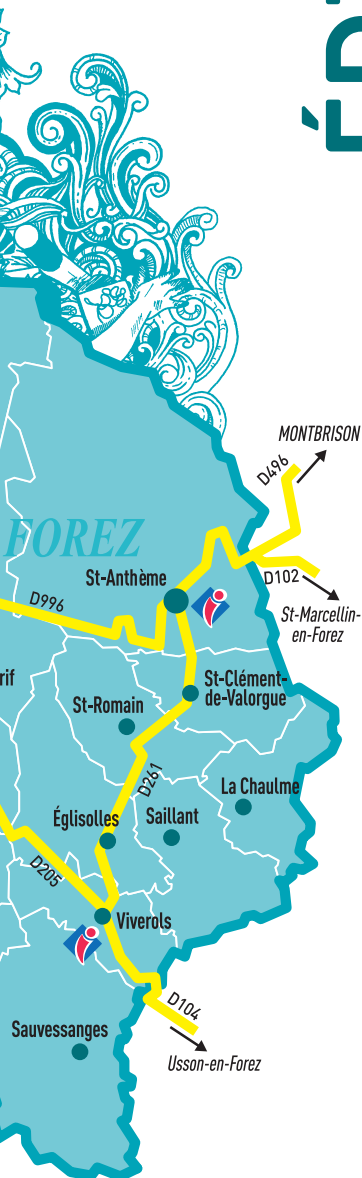 ÉD
MONTBRISON
D496
FOREZ
St-Anthème
D102
D996
St-Marcellin-
en-Forez
rif
St-Clément-
de-Valorgue
St-Romain
D261
La Chaulme
Églisolles
Saillant
D205
Viverols
D104
Sauvessanges
Usson-en-Forez